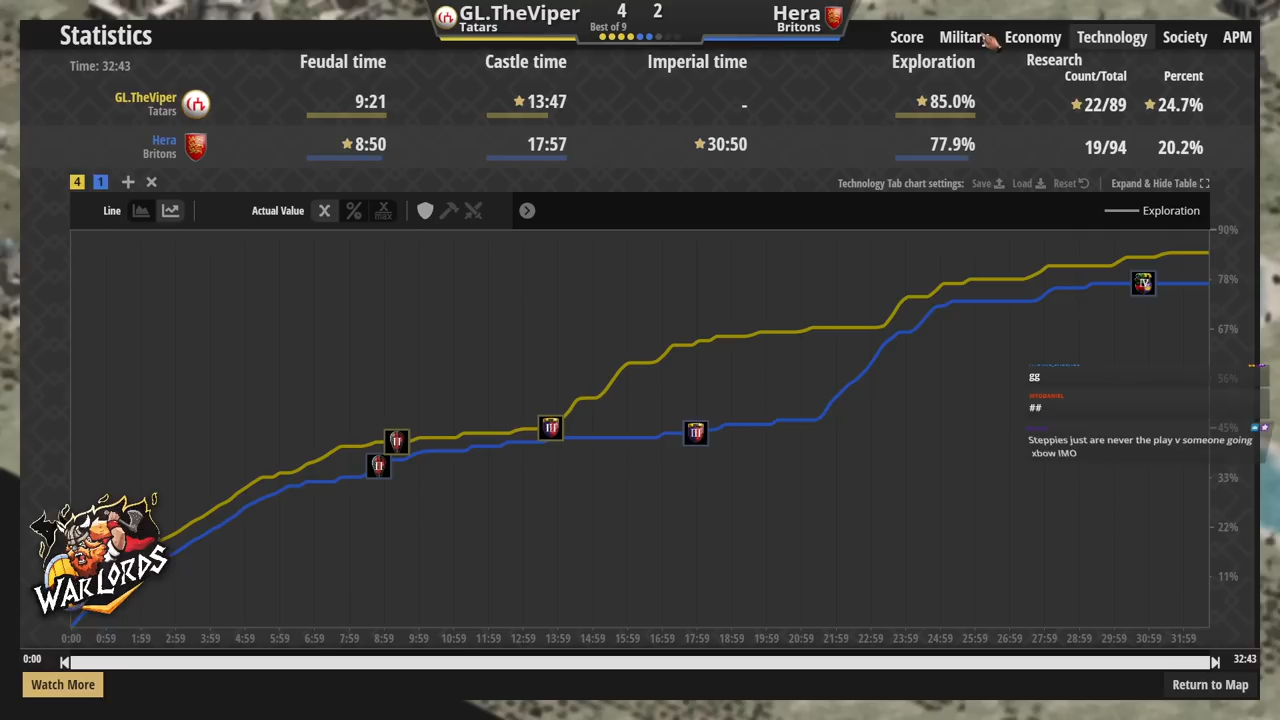 GL.TheViper 4 2 Hera
Tatars Best of 9 Britons
Statistics
Score Military Economy Technology Society APM
Time: 32:43
Feudal time Castle time Imperial time Exploration Research
Count/Total Percent
GL.TheViper
Tatars
9:21 13:47 - 85.0% 22/89 24.7%
Hera
Britons
8:50 17:57 30:50 77.9% 19/94 20.2%
4 1 + ×
Technology Tab chart settings: Save Load Reset Expand & Hide Table
Line Actual Value X % X max
Exploration
90%
78%
67%
56%
45%
33%
22%
11%
II
II
III
III
IV
gg
WYODANIEL
##
Steppies just are never the play v someone going
xbow IMO
WARLORDS
0:00 0:59 1:59 2:59 3:59 4:59 5:59 6:59 7:59 8:59 9:59 10:59 11:59 12:59 13:59 14:59 15:59 16:59 17:59 18:59 19:59 20:59 21:59 22:59 23:59 24:59 25:59 26:59 27:59 28:59 29:59 30:59 31:59
0:00 32:43
Watch More Return to Map